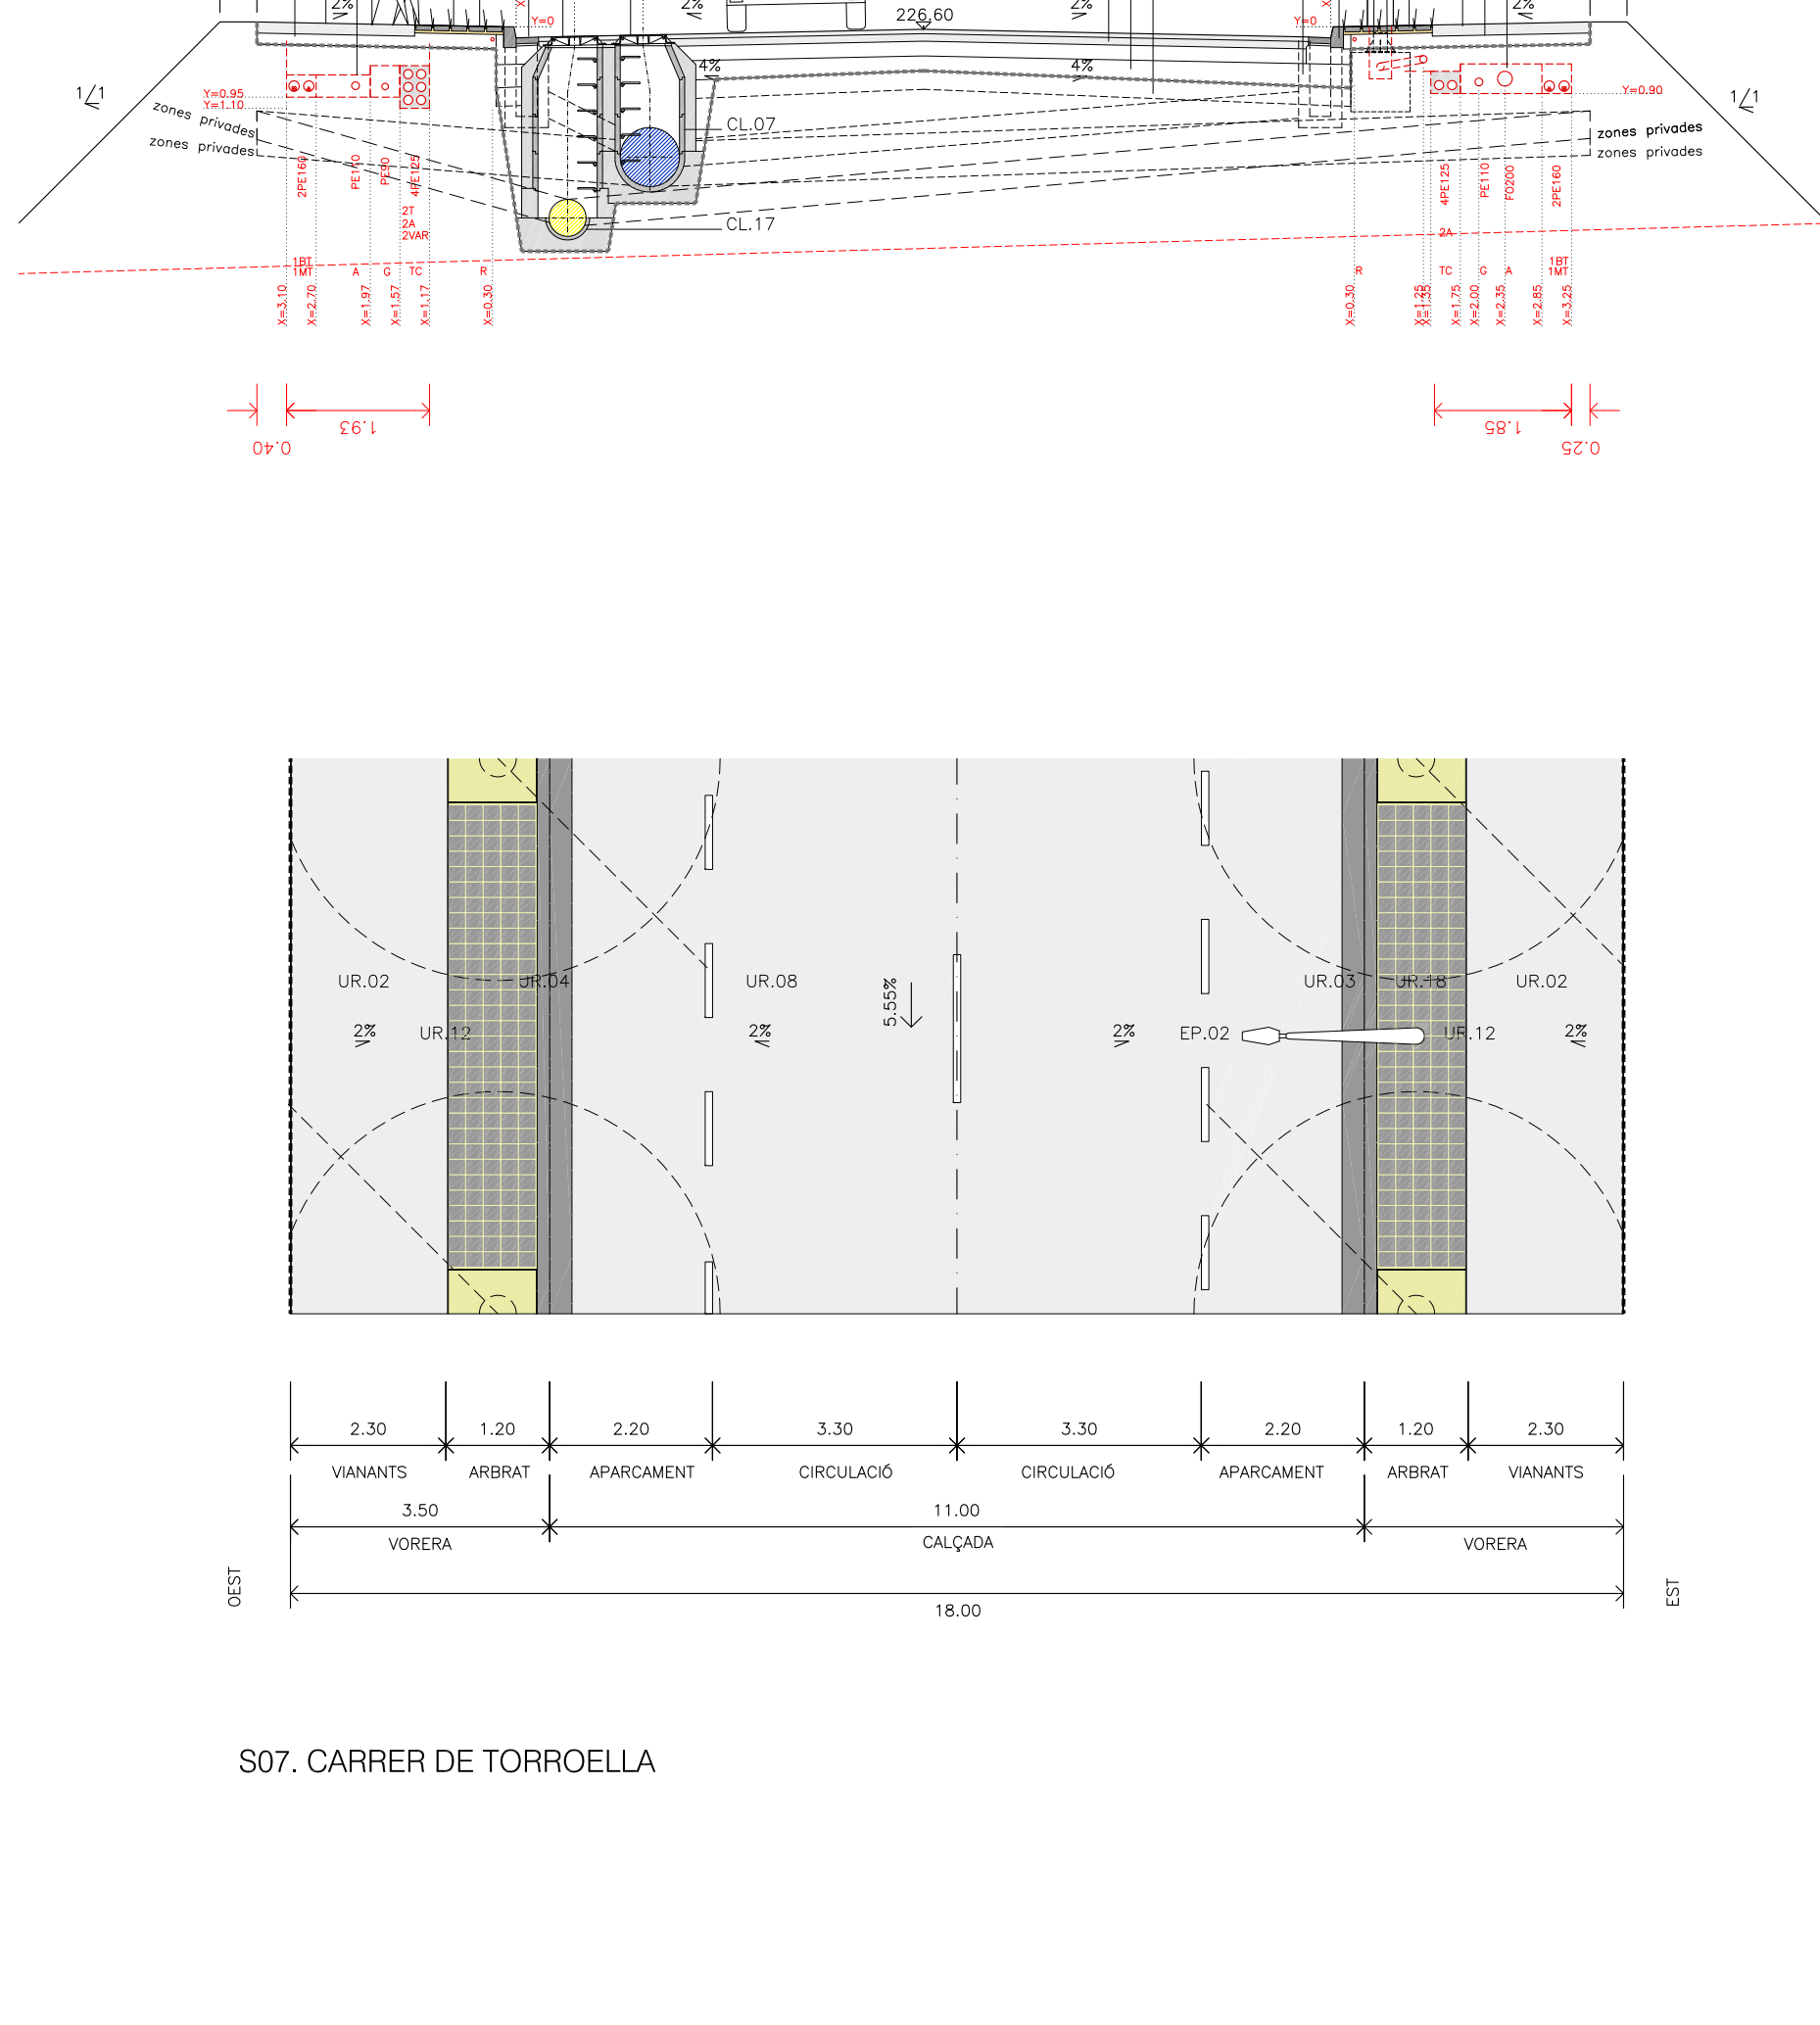 2%
2%
2%
2%
X
X
Y=0
226.60
Y=0
4%
4%
1/1
1/1
Y=0.95
Y=1.10
Y=0.90
zones privades
zones privades
CL.07
zones privades
zones privades
2PE160
PE110
PE90
4PE125
4PE125
PE110
FO200
2PE160
2T
2A
2VAR
CL.17
2A
1BT
1MT
A
G
TC
R
R
TC
G
A
1BT
1MT
X=3.10
X=2.70
X=1.97
X=1.57
X=1.17
X=0.30
X=0.30
X=1.25
X=1.35
X=1.75
X=2.00
X=2.35
X=2.85
X=3.25
1.93
1.85
0.40
0.25
UR.02
UR.04
UR.08
5.55%
UR.03
UR.18
UR.02
2%
UR.12
2%
2%
EP.02
UR.12
2%
2.30
1.20
2.20
3.30
3.30
2.20
1.20
2.30
VIANANTS
ARBRAT
APARCAMENT
CIRCULACIÓ
CIRCULACIÓ
APARCAMENT
ARBRAT
VIANANTS
3.50
11.00
VORERA
CALÇADA
VORERA
OEST
EST
18.00
S07. CARRER DE TORROELLA